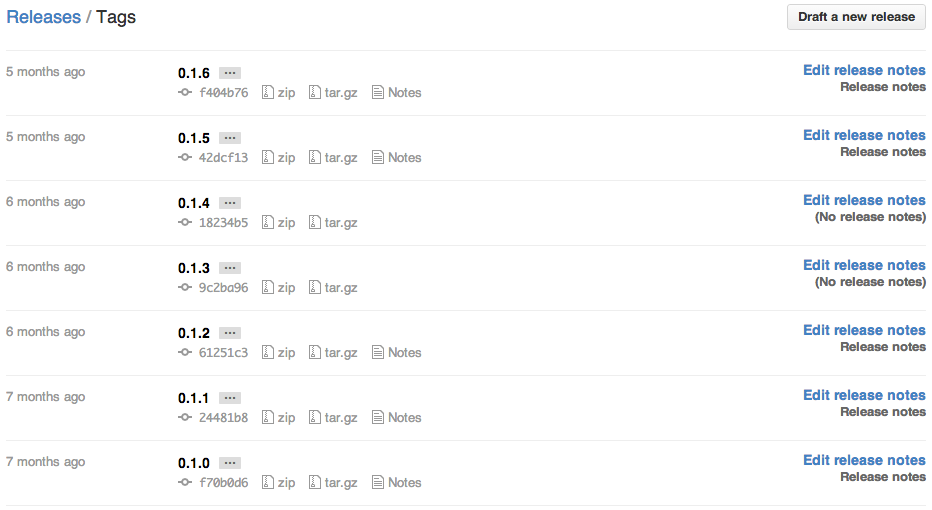 Releases / Tags
Draft a new release
5 months ago
0.1.6 ...
Edit release notes
f404b76 zip tar.gz Notes
Release notes
5 months ago
0.1.5 ...
Edit release notes
42dcf13 zip tar.gz Notes
Release notes
6 months ago
0.1.4 ...
Edit release notes
18234b5 zip tar.gz
(No release notes)
6 months ago
0.1.3 ...
Edit release notes
9c2ba96 zip tar.gz
(No release notes)
6 months ago
0.1.2 ...
Edit release notes
61251c3 zip tar.gz Notes
Release notes
7 months ago
0.1.1 ...
Edit release notes
24481b8 zip tar.gz Notes
Release notes
7 months ago
0.1.0 ...
Edit release notes
f70b0d6 zip tar.gz Notes
Release notes